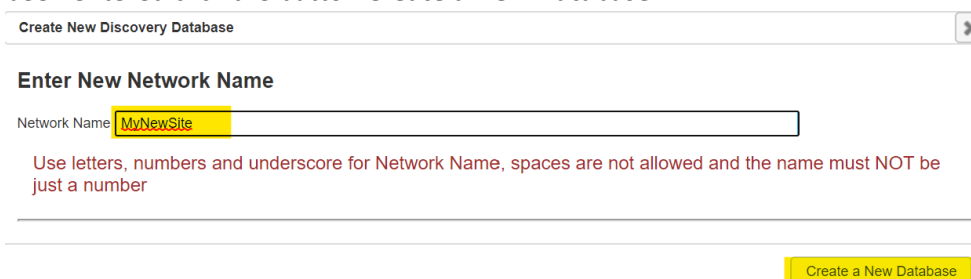 Create New Discovery Database
Enter New Network Name
Network Name MyNewSite
Use letters, numbers and underscore for Network Name, spaces are not allowed and the name must NOT be
just a number
Create a New Database